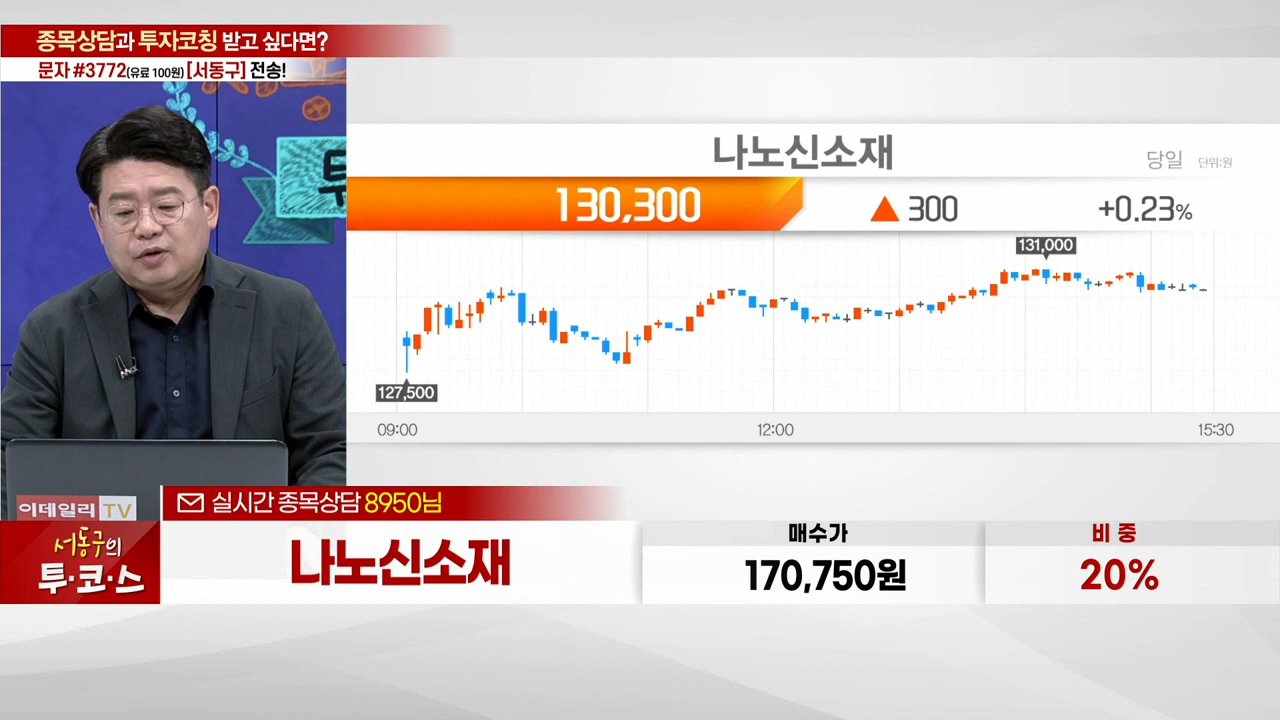 종목상담과 투자코칭 받고 싶다면?
문자 #3772(유료 100원) [서동구] 전송!
투
나노신소재
당일 단위:원
130,300 ▲ 300 +0.23%
131,000
127,500
09:00 12:00 15:30
이데일리 TV
실시간 종목상담 8950님
서동구의
투·코·스
나노신소재
매수가
170,750원
비 중
20%